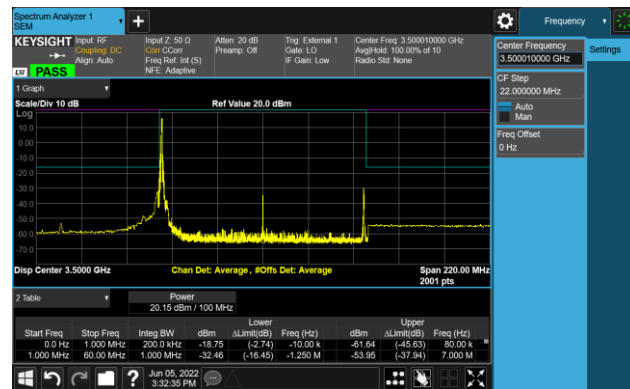 Spectrum Analyzer 1
SEM
Frequency
KEYSIGHT
Input: RF
Coupling: DC
Align: Auto
Input Z: 50 Ω
Corr CCorr
Freq Ref: Int (S)
NFE: Adaptive
Atten: 20 dB
Preamp: Off
Trig: External 1
Gate: LO
IF Gain: Low
Center Freq: 3.500010000 GHz
Avg|Hold: 100.00% of 10
Radio Std: None
LXI
PASS
1 Graph
Scale/Div 10 dB
Ref Value 20.0 dBm
Log
10.0
0.00
-10.0
-20.0
-30.0
-40.0
-50.0
-60.0
-70.0
Disp Center 3.5000 GHz
Chan Det: Average , #Offs Det: Average
Span 220.00 MHz
2001 pts
2 Table
Power
20.15 dBm / 100 MHz
Lower Upper
Start Freq Stop Freq Integ BW dBm ΔLimit(dB) Freq (Hz) dBm ΔLimit(dB) Freq (Hz)
0.0 Hz 1.000 MHz 200.0 kHz -18.75 (-2.74) -10.00 k -61.64 (-45.63) 80.00 k
1.000 MHz 60.00 MHz 1.000 MHz -32.46 (-16.45) -1.250 M -53.95 (-37.94) 7.000 M
?
Jun 05, 2022
3:32:35 PM
Center Frequency
3.500010000 GHz
Settings
CF Step
22.000000 MHz
Auto
Man
Freq Offset
0 Hz